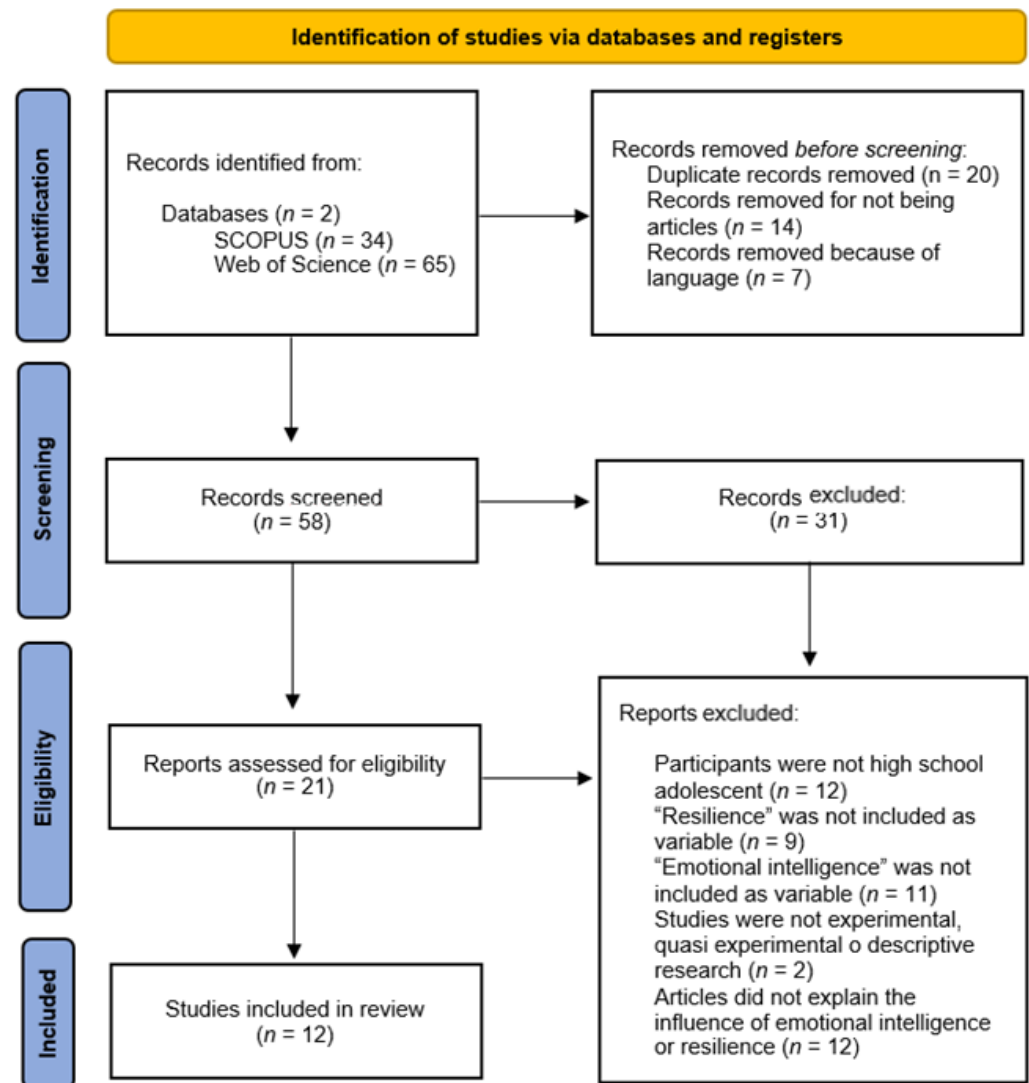 Identification of studies via databases and registers
Identification
Records identified from:
Databases (n = 2)
SCOPUS (n = 34)
Web of Science (n = 65)
Records removed before screening:
Duplicate records removed (n = 20)
Records removed for not being
articles (n = 14)
Records removed because of
language (n = 7)
Screening
Records screened
(n = 58)
Records excluded:
(n = 31)
Eligibility
Reports assessed for eligibility
(n = 21)
Reports excluded:
Participants were not high school
adolescent (n = 12)
“Resilience” was not included as
variable (n = 9)
“Emotional intelligence” was not
included as variable (n = 11)
Studies were not experimental,
quasi experimental o descriptive
research (n = 2)
Articles did not explain the
influence of emotional intelligence
or resilience (n = 12)
Included
Studies included in review
(n = 12)